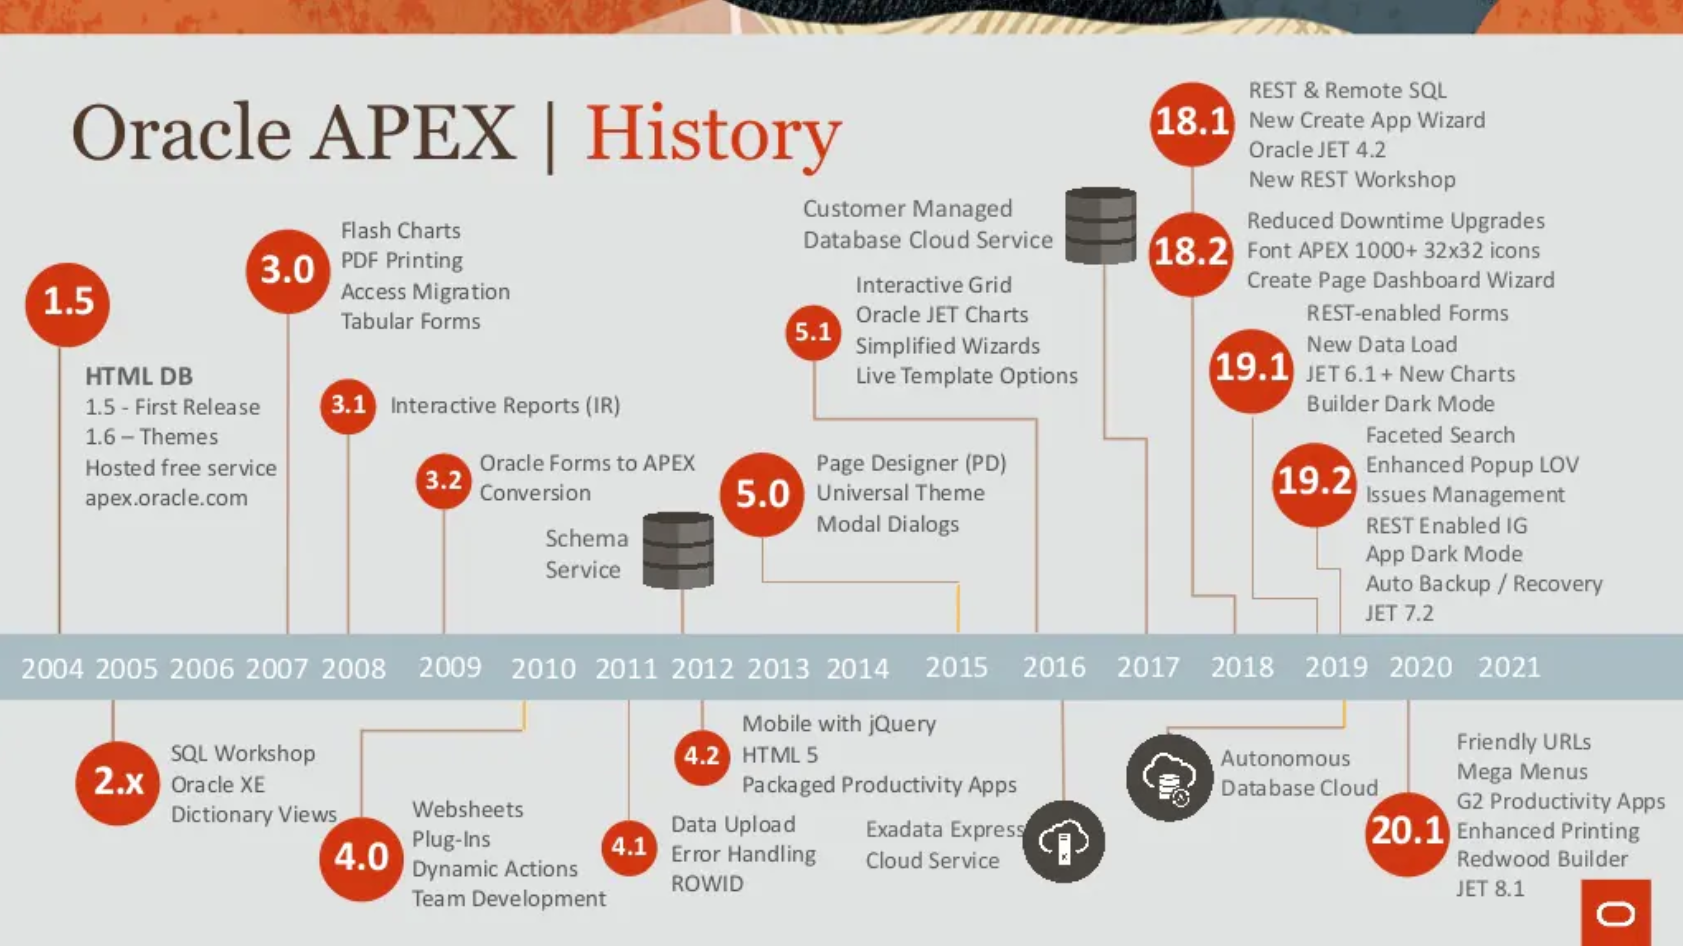 Oracle APEX | History
1.5
HTML DB
1.5 - First Release
1.6 – Themes
Hosted free service
apex.oracle.com
3.0
Flash Charts
PDF Printing
Access Migration
Tabular Forms
3.1
Interactive Reports (IR)
3.2
Oracle Forms to APEX
Conversion
Schema
Service
5.0
Page Designer (PD)
Universal Theme
Modal Dialogs
5.1
Interactive Grid
Oracle JET Charts
Simplified Wizards
Live Template Options
Customer Managed
Database Cloud Service
18.1
REST & Remote SQL
New Create App Wizard
Oracle JET 4.2
New REST Workshop
18.2
Reduced Downtime Upgrades
Font APEX 1000+ 32x32 icons
Create Page Dashboard Wizard
19.1
REST-enabled Forms
New Data Load
JET 6.1 + New Charts
Builder Dark Mode
19.2
Faceted Search
Enhanced Popup LOV
Issues Management
REST Enabled IG
App Dark Mode
Auto Backup / Recovery
JET 7.2
2004 2005 2006 2007 2008 2009 2010 2011 2012 2013 2014 2015 2016 2017 2018 2019 2020 2021
2.x
SQL Workshop
Oracle XE
Dictionary Views
4.0
Websheets
Plug-Ins
Dynamic Actions
Team Development
4.1
Data Upload
Error Handling
ROWID
4.2
Mobile with jQuery
HTML 5
Packaged Productivity Apps
Exadata Express
Cloud Service
Autonomous
Database Cloud
20.1
Friendly URLs
Mega Menus
G2 Productivity Apps
Enhanced Printing
Redwood Builder
JET 8.1